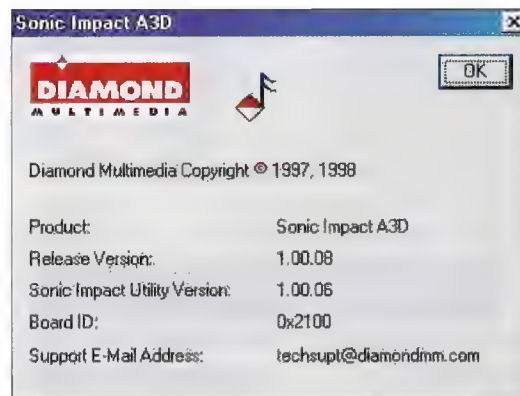 Sonic Impact A3D
OK
DIAMOND
MULTIMEDIA
Diamond Multimedia Copyright © 1997, 1998
Product: Sonic Impact A3D
Release Version: 1.00.08
Sonic Impact Utility Version: 1.00.06
Board ID: 0x2100
Support E-Mail Address: techsupt@diamondmm.com